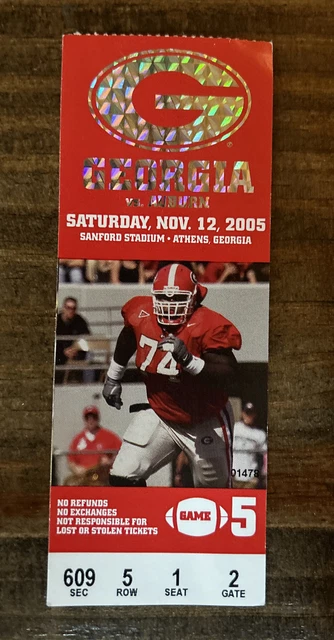 G
GEORGIA
vs. AUBURN
SATURDAY, NOV. 12, 2005
SANFORD STADIUM • ATHENS, GEORGIA
74
G
01478
NO REFUNDS
NO EXCHANGES
NOT RESPONSIBLE FOR
LOST OR STOLEN TICKETS
GAME 5
609 5 1 2
SEC ROW SEAT GATE